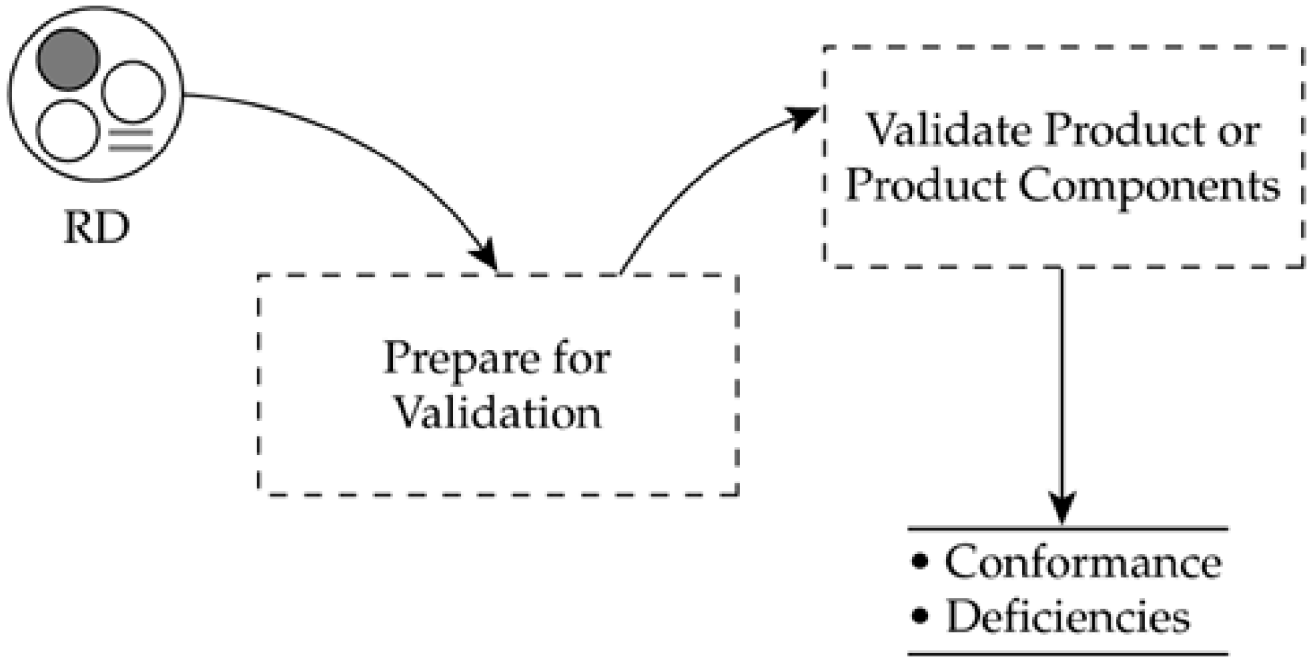 RD
Prepare for
Validation
Validate Product or
Product Components
• Conformance
• Deficiencies